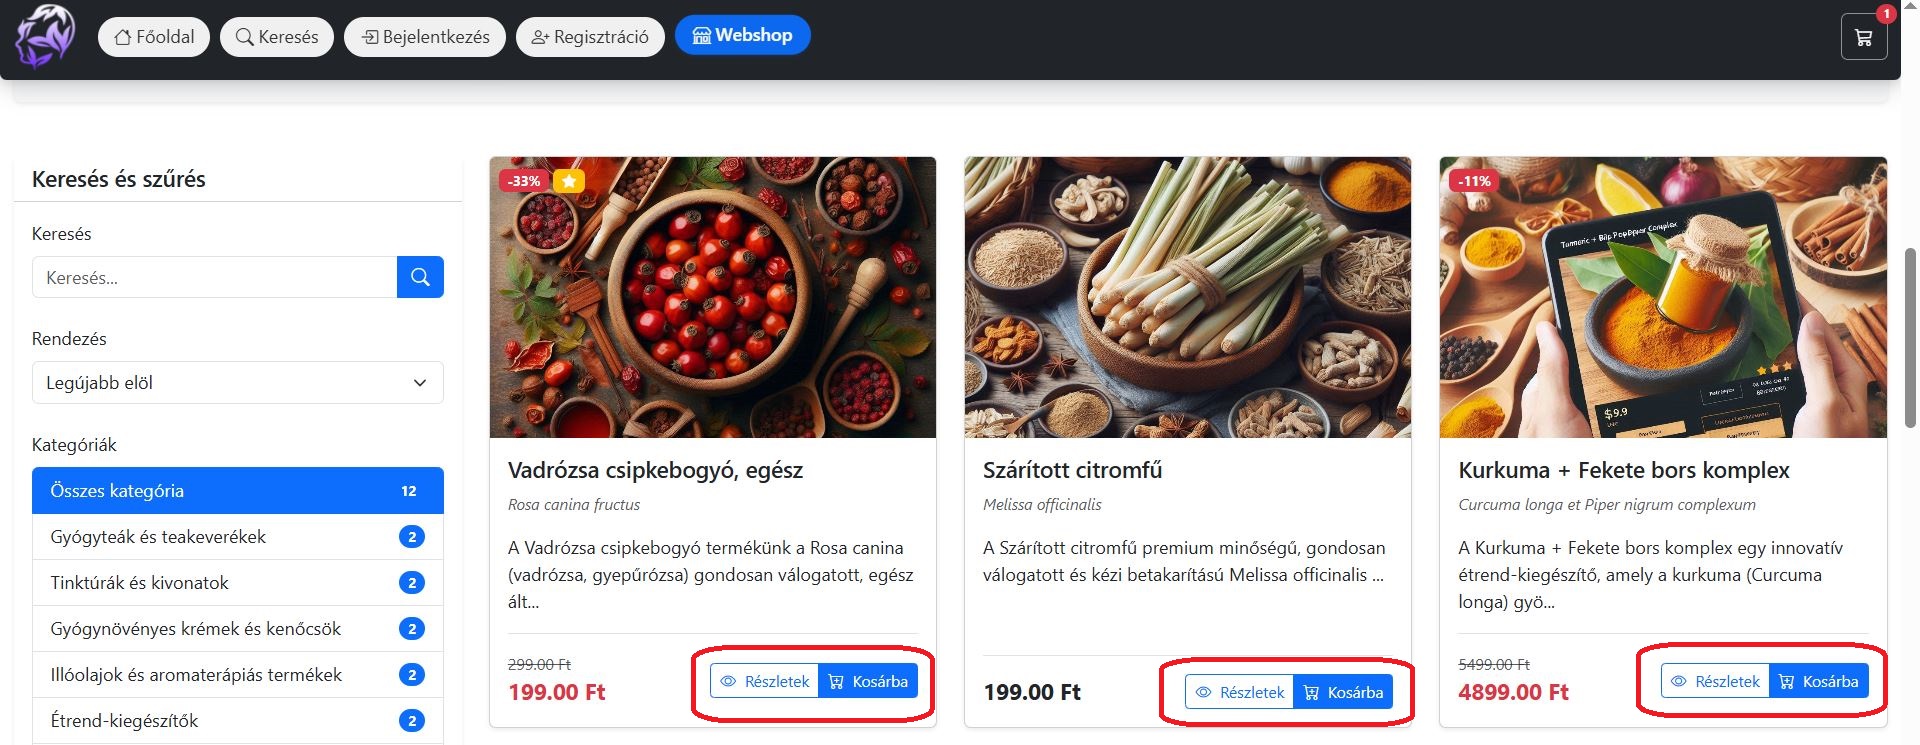 Főoldal
Keresés
Bejelentkezés
Regisztráció
Webshop
1
Keresés és szűrés
Keresés
Keresés...
Rendezés
Legújabb elöl
Kategóriák
Összes kategória 12
Gyógyteák és teakeverékek 2
Tinktúrák és kivonatok 2
Gyógynövényes krémek és kenőcsök 2
Illóolajok és aromaterápiás termékek 2
Étrend-kiegészítők 2
-33%
Vadrózsa csipkebogyó, egész
Rosa canina fructus
A Vadrózsa csipkebogyó termékünk a Rosa canina
(vadrózsa, gyepűrózsa) gondosan válogatott, egész
ált...
299.00 Ft
199.00 Ft
Részletek
Kosárba
Szárított citromfű
Melissa officinalis
A Szárított citromfű premium minőségű, gondosan
válogatott és kézi betakarítású Melissa officinalis ...
199.00 Ft
Részletek
Kosárba
-11%
$9.9
Kurkuma + Fekete bors komplex
Curcuma longa et Piper nigrum complexum
A Kurkuma + Fekete bors komplex egy innovatív
étrend-kiegészítő, amely a kurkuma (Curcuma
longa) gyö...
5499.00 Ft
4899.00 Ft
Részletek
Kosárba